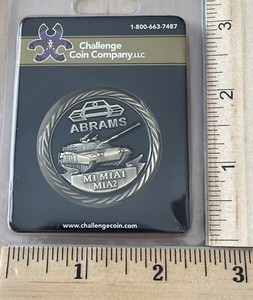 1-800-663-7487
Challenge
Coin Company,LLC
ABRAMS
M1 M1A1
M1A2
www.challengecoin.com
1
2
3
1
2
3